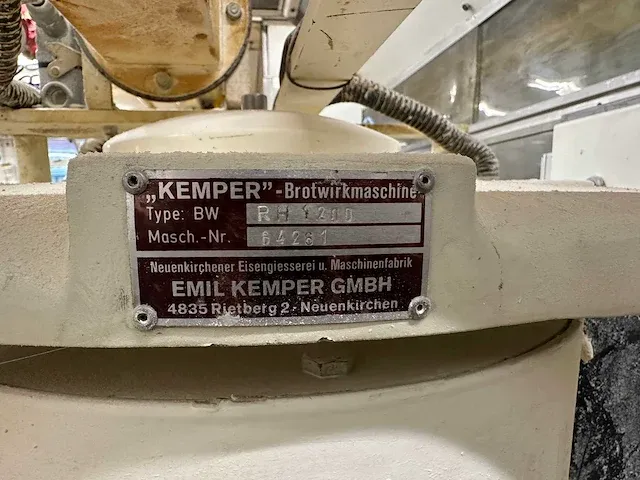 „KEMPER”-Brotwirkmaschine
Type: BW RH 1200
Masch.-Nr. 64261
Neuenkirchener Eisengiesserei u. Maschinenfabrik
EMIL KEMPER GMBH
4835 Rietberg 2 - Neuenkirchen